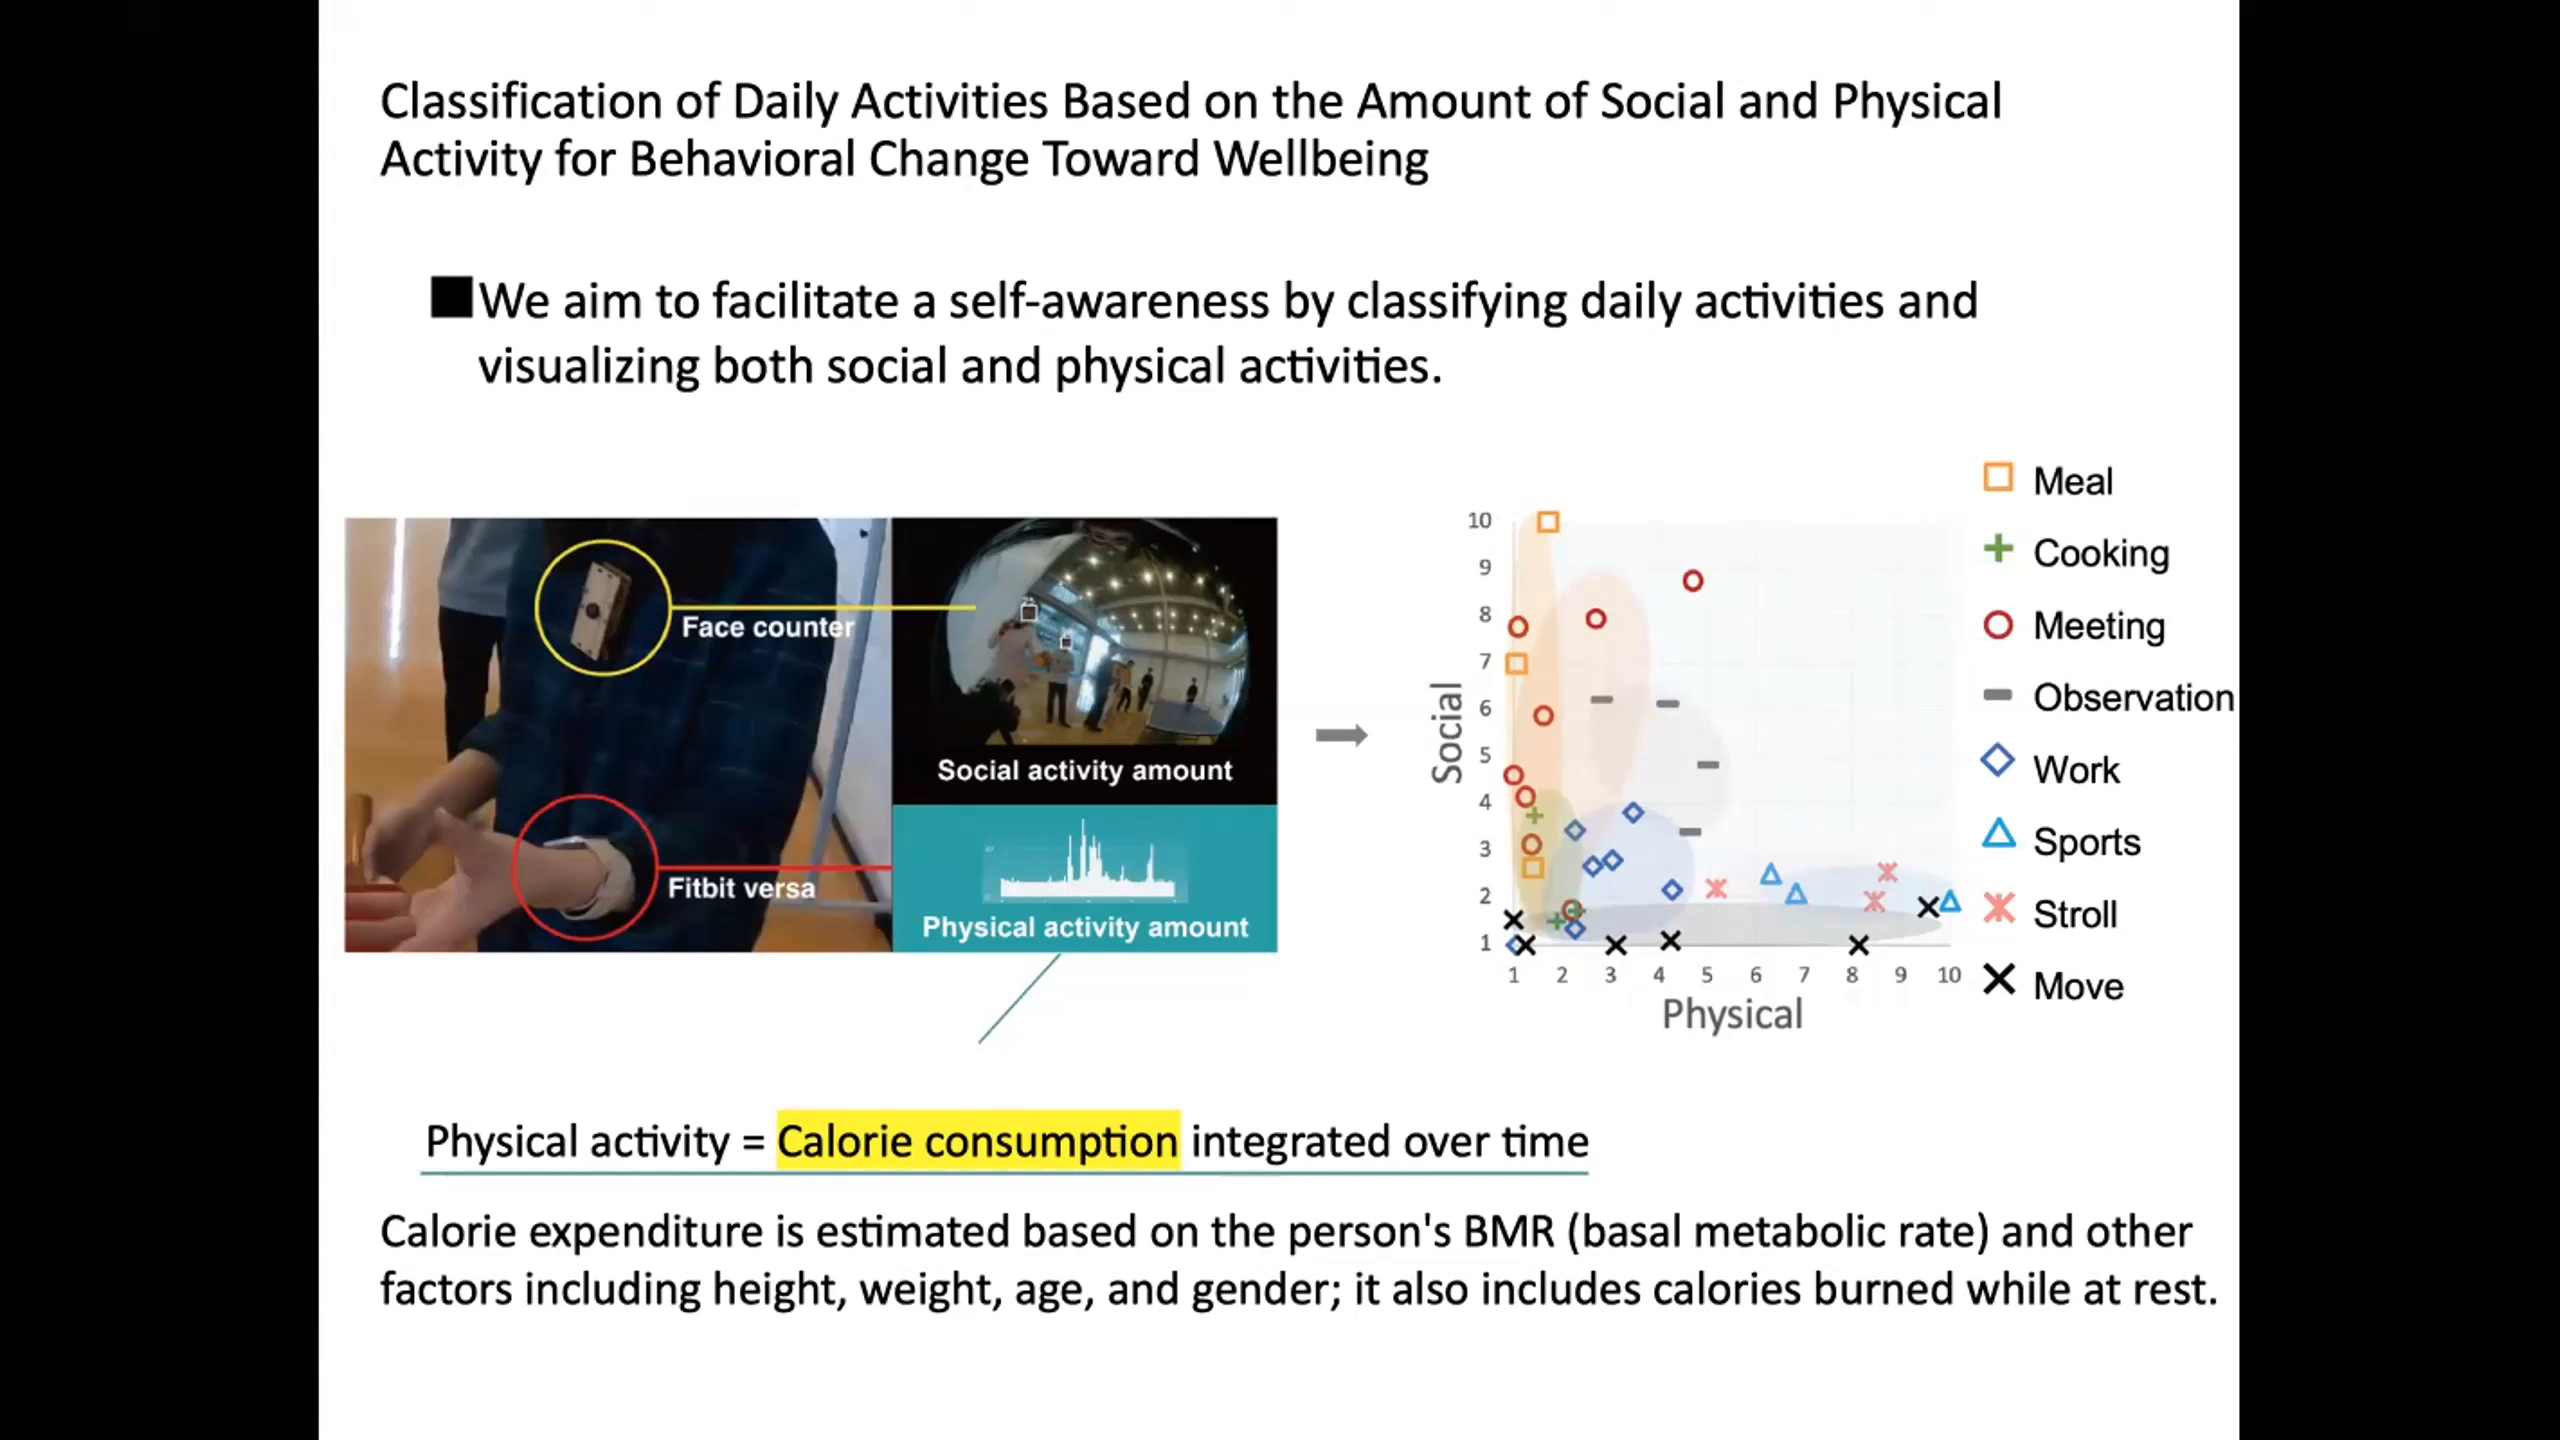 Classification of Daily Activities Based on the Amount of Social and Physical
Activity for Behavioral Change Toward Wellbeing
We aim to facilitate a self-awareness by classifying daily activities and
visualizing both social and physical activities.
Face counter
Fitbit versa
Social activity amount
Physical activity amount
Social
10
9
8
7
6
5
4
3
2
1
1 2 3 4 5 6 7 8 9 10
Physical
Meal
Cooking
Meeting
Observation
Work
Sports
Stroll
Move
Physical activity = Calorie consumption integrated over time
Calorie expenditure is estimated based on the person's BMR (basal metabolic rate) and other
factors including height, weight, age, and gender; it also includes calories burned while at rest.